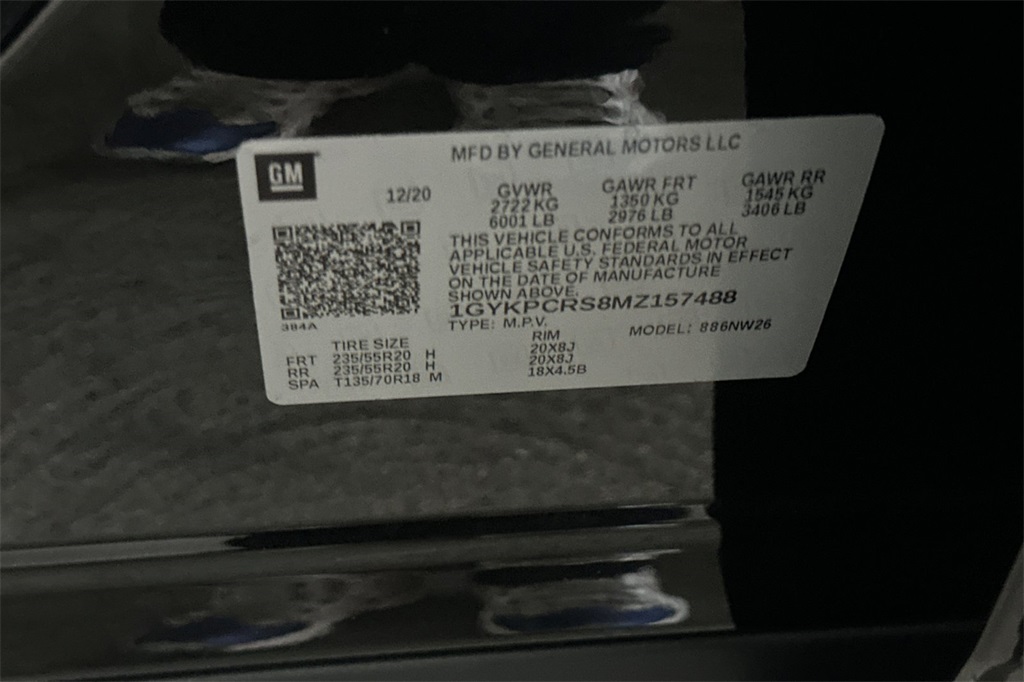 GM
MFD BY GENERAL MOTORS LLC
12/20
GVWR
2722 KG
6001 LB
GAWR FRT
1350 KG
2976 LB
GAWR RR
1545 KG
3406 LB
THIS VEHICLE CONFORMS TO ALL
APPLICABLE U.S. FEDERAL MOTOR
VEHICLE SAFETY STANDARDS IN EFFECT
ON THE DATE OF MANUFACTURE
SHOWN ABOVE.
1GYKPCRS8MZ157488
TYPE: M.P.V.
MODEL: 886NW26
384A
TIRE SIZE RIM
FRT 235/55R20 H 20X8J
RR 235/55R20 H 20X8J
SPA T135/70R18 M 18X4.5B